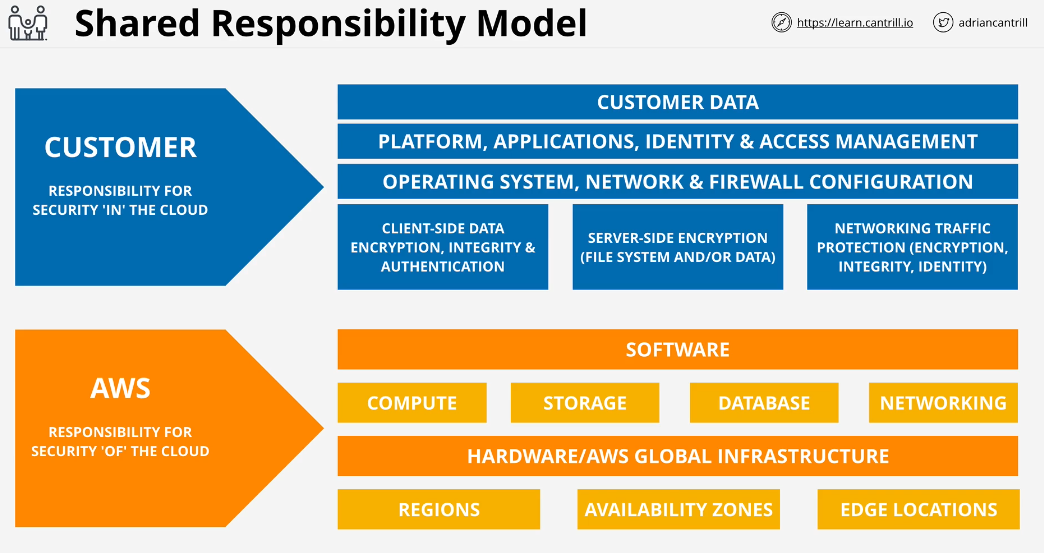 Shared Responsibility Model
https://learn.cantrill.io
adriancantrill
CUSTOMER
RESPONSIBILITY FOR
SECURITY 'IN' THE CLOUD
CUSTOMER DATA
PLATFORM, APPLICATIONS, IDENTITY & ACCESS MANAGEMENT
OPERATING SYSTEM, NETWORK & FIREWALL CONFIGURATION
CLIENT-SIDE DATA
ENCRYPTION, INTEGRITY &
AUTHENTICATION
SERVER-SIDE ENCRYPTION
(FILE SYSTEM AND/OR DATA)
NETWORKING TRAFFIC
PROTECTION (ENCRYPTION,
INTEGRITY, IDENTITY)
AWS
RESPONSIBILITY FOR
SECURITY 'OF' THE CLOUD
SOFTWARE
COMPUTE
STORAGE
DATABASE
NETWORKING
HARDWARE/AWS GLOBAL INFRASTRUCTURE
REGIONS
AVAILABILITY ZONES
EDGE LOCATIONS